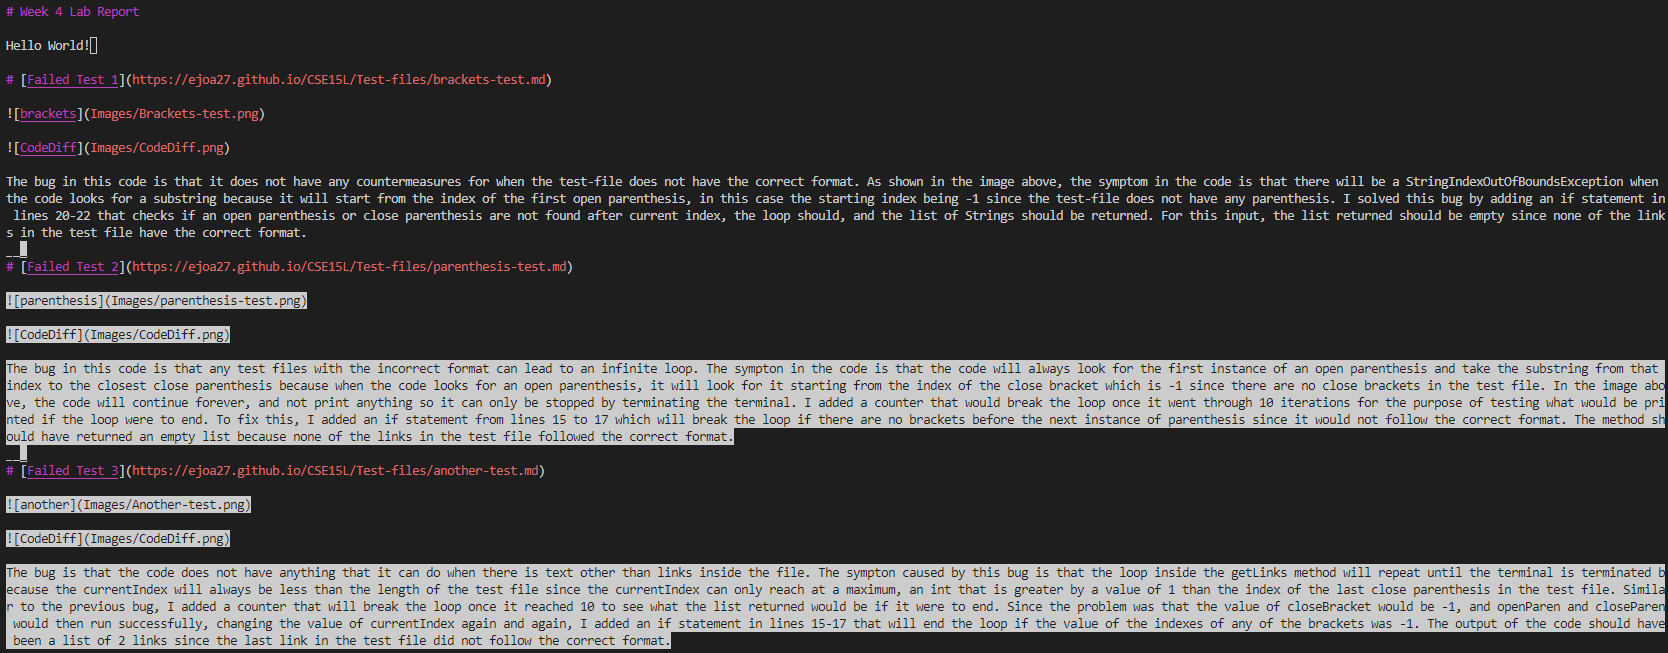 # Week 4 Lab Report
Hello World!
# [Failed Test 1](https://ejoa27.github.io/CSE15L/Test-files/brackets-test.md)
![brackets](Images/Brackets-test.png)
![CodeDiff](Images/CodeDiff.png)
The bug in this code is that it does not have any countermeasures for when the test-file does not have the correct format. As shown in the image above, the symptom in the code is that there will be a StringIndexOutOfBoundsException when
the code looks for a substring because it will start from the index of the first open parenthesis, in this case the starting index being -1 since the test-file does not have any parenthesis. I solved this bug by adding an if statement in
lines 20-22 that checks if an open parenthesis or close parenthesis are not found after current index, the loop should, and the list of Strings should be returned. For this input, the list returned should be empty since none of the link
s in the test file have the correct format.
__
# [Failed Test 2](https://ejoa27.github.io/CSE15L/Test-files/parenthesis-test.md)
![parenthesis](Images/parenthesis-test.png)
![CodeDiff](Images/CodeDiff.png)
The bug in this code is that any test files with the incorrect format can lead to an infinite loop. The sympton in the code is that the code will always look for the first instance of an open parenthesis and take the substring from that
index to the closest close parenthesis because when the code looks for an open parenthesis, it will look for it starting from the index of the close bracket which is -1 since there are no close brackets in the test file. In the image abo
ve, the code will continue forever, and not print anything so it can only be stopped by terminating the terminal. I added a counter that would break the loop once it went through 10 iterations for the purpose of testing what would be pri
nted if the loop were to end. To fix this, I added an if statement from lines 15 to 17 which will break the loop if there are no brackets before the next instance of parenthesis since it would not follow the correct format. The method sh
ould have returned an empty list because none of the links in the test file followed the correct format.
__
# [Failed Test 3](https://ejoa27.github.io/CSE15L/Test-files/another-test.md)
![another](Images/Another-test.png)
![CodeDiff](Images/CodeDiff.png)
The bug is that the code does not have anything that it can do when there is text other than links inside the file. The sympton caused by this bug is that the loop inside the getLinks method will repeat until the terminal is terminated b
ecause the currentIndex will always be less than the length of the test file since the currentIndex can only reach at a maximum, an int that is greater by a value of 1 than the index of the last close parenthesis in the test file. Simila
r to the previous bug, I added a counter that will break the loop once it reached 10 to see what the list returned would be if it were to end. Since the problem was that the value of closeBracket would be -1, and openParen and closeParen
would then run successfully, changing the value of currentIndex again and again, I added an if statement in lines 15-17 that will end the loop if the value of the indexes of any of the brackets was -1. The output of the code should have
been a list of 2 links since the last link in the test file did not follow the correct format.